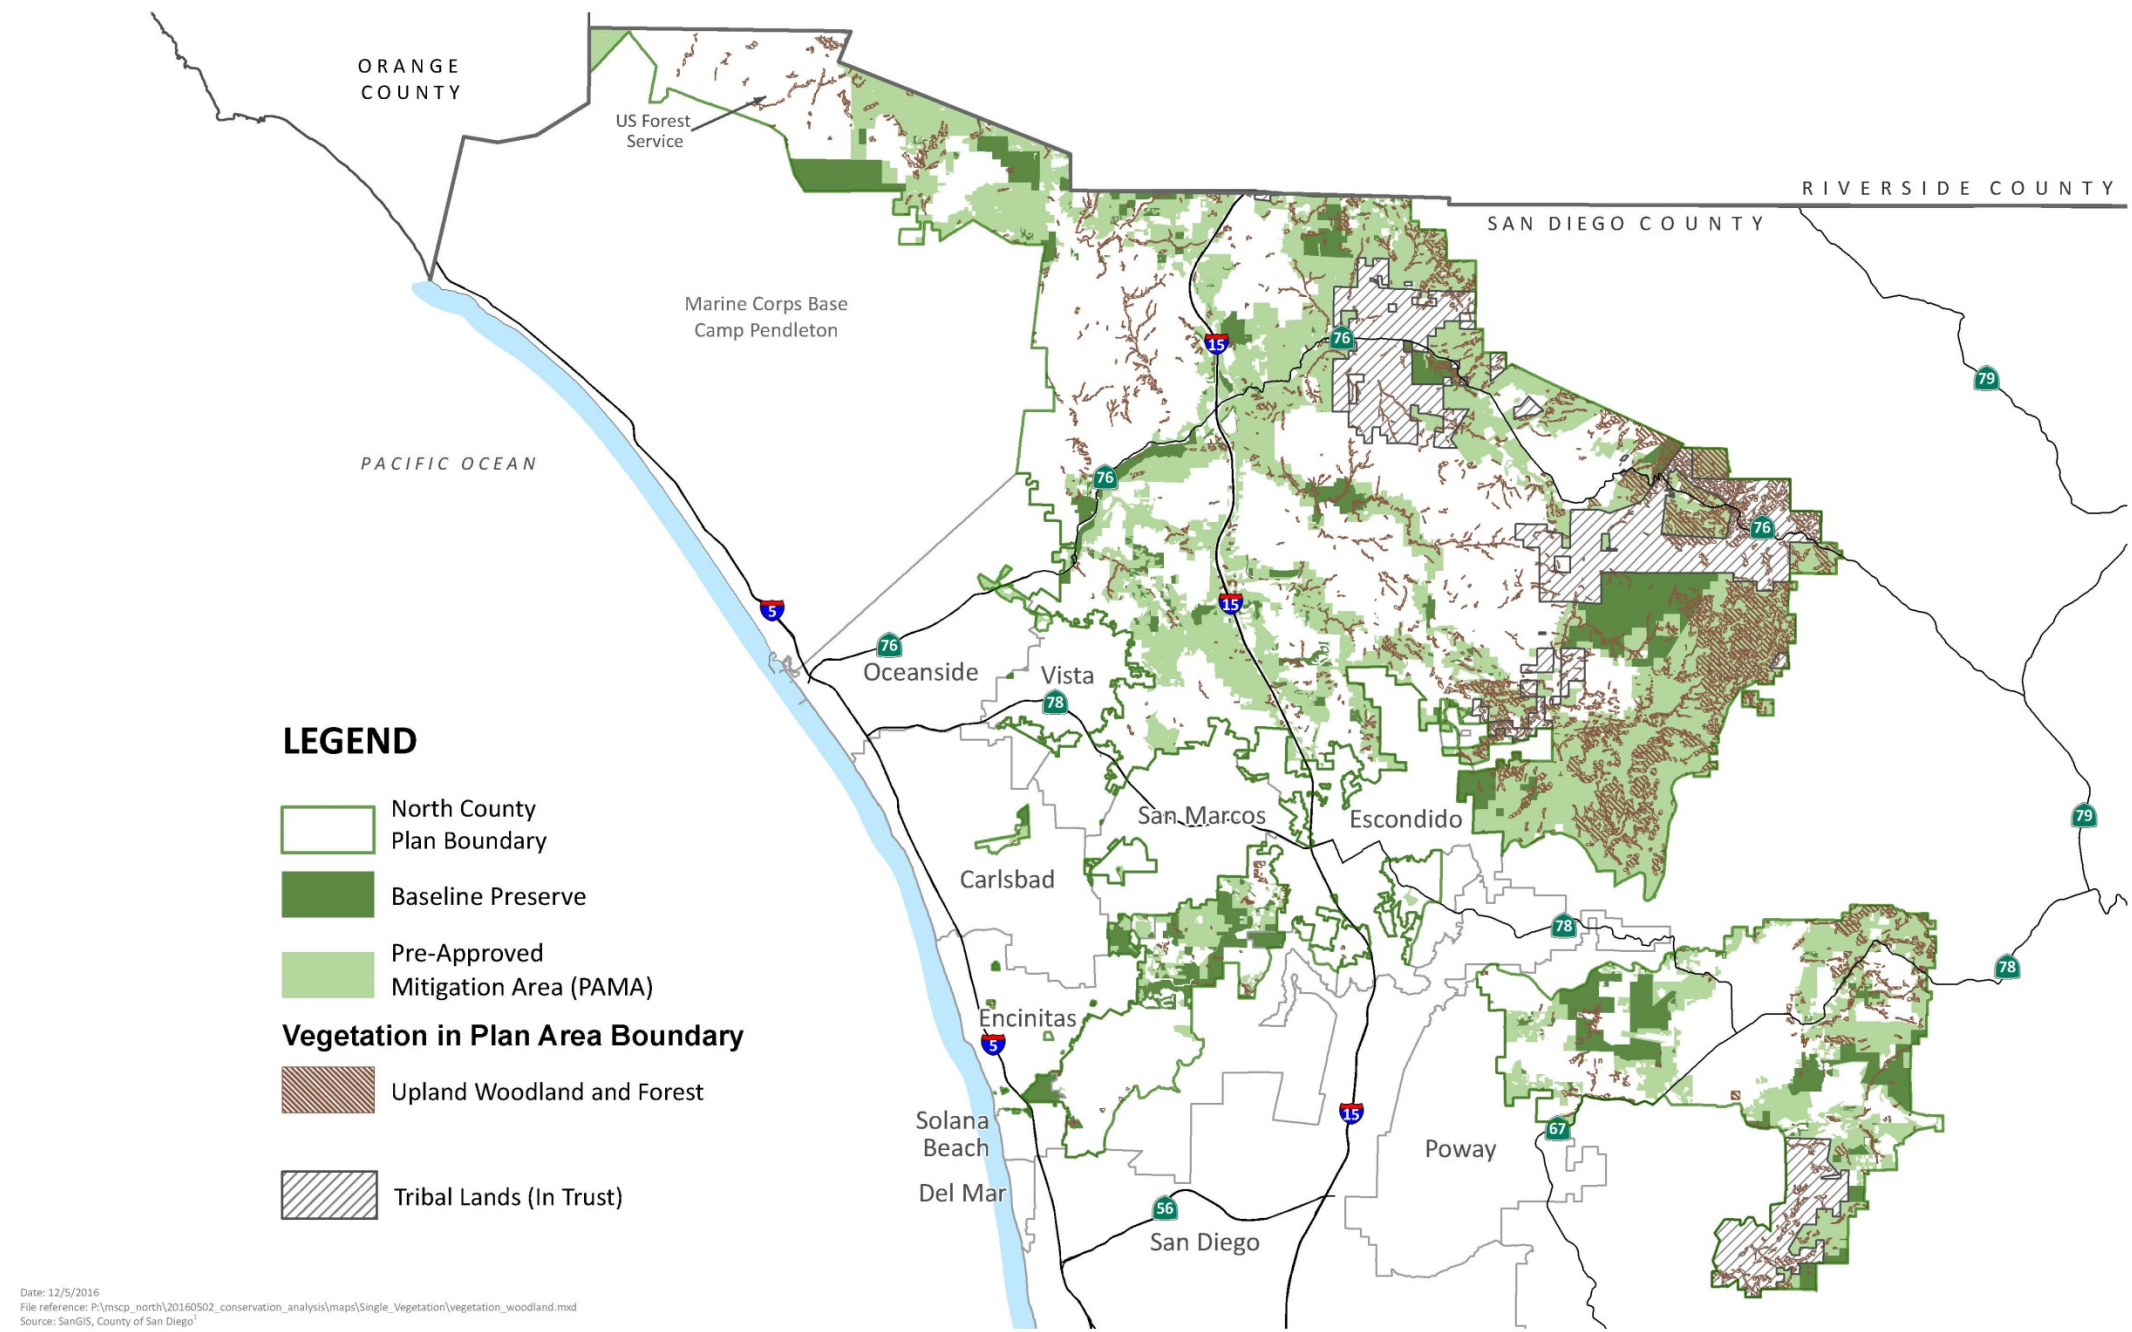 ORANGE
COUNTY
US Forest
Service
RIVERSIDE COUNTY
SAN DIEGO COUNTY
Marine Corps Base
Camp Pendleton
15
76
79
PACIFIC OCEAN
76
76
5
15
76
Oceanside
Vista
78
LEGEND
North County
Plan Boundary
Baseline Preserve
Pre-Approved
Mitigation Area (PAMA)
Vegetation in Plan Area Boundary
Upland Woodland and Forest
Tribal Lands (In Trust)
San Marcos
Escondido
79
Carlsbad
78
78
Encinitas
5
15
67
Solana
Beach
Poway
Del Mar
56
San Diego
Date: 12/5/2016
File reference: P:\mscp_north\20160502_conservation_analysis\maps\Single_Vegetation\vegetation_woodland.mxd
Source: SanGIS, County of San Diego¹